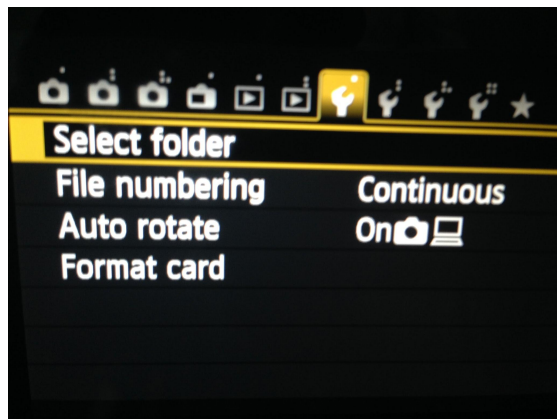 Select folder
File numbering Continuous
Auto rotate On
Format card